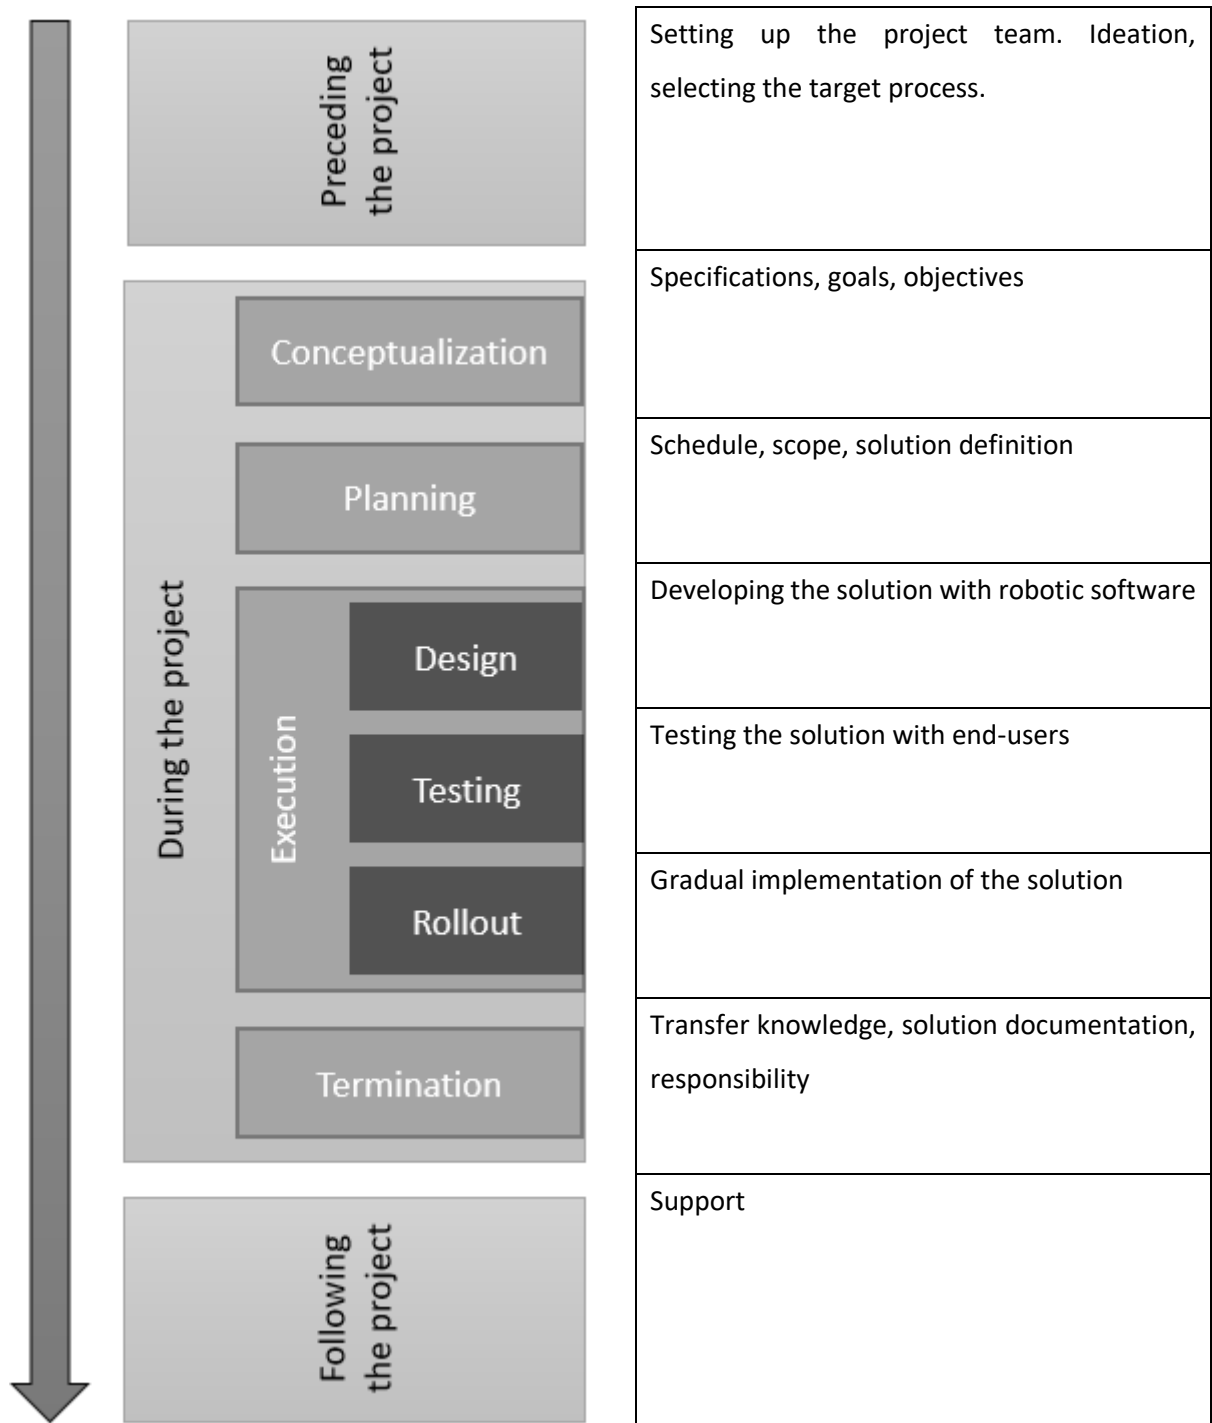 Preceding
the project
Setting up the project team. Ideation,
selecting the target process.
During the project
Conceptualization
Specifications, goals, objectives
Planning
Schedule, scope, solution definition
Execution
Design
Developing the solution with robotic software
Testing
Testing the solution with end-users
Rollout
Gradual implementation of the solution
Termination
Transfer knowledge, solution documentation,
responsibility
Following
the project
Support